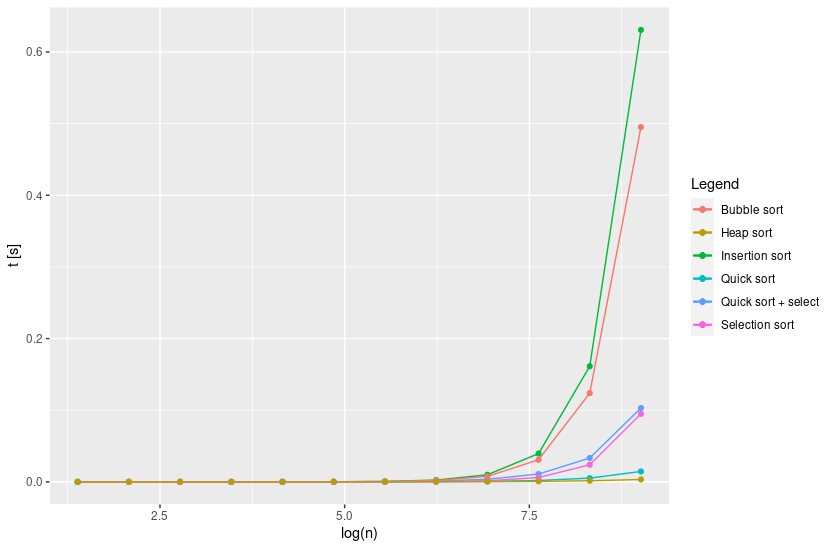 0.6
0.4
0.2
0.0
t [s]
2.5
5.0
7.5
log(n)
Legend
Bubble sort
Heap sort
Insertion sort
Quick sort
Quick sort + select
Selection sort